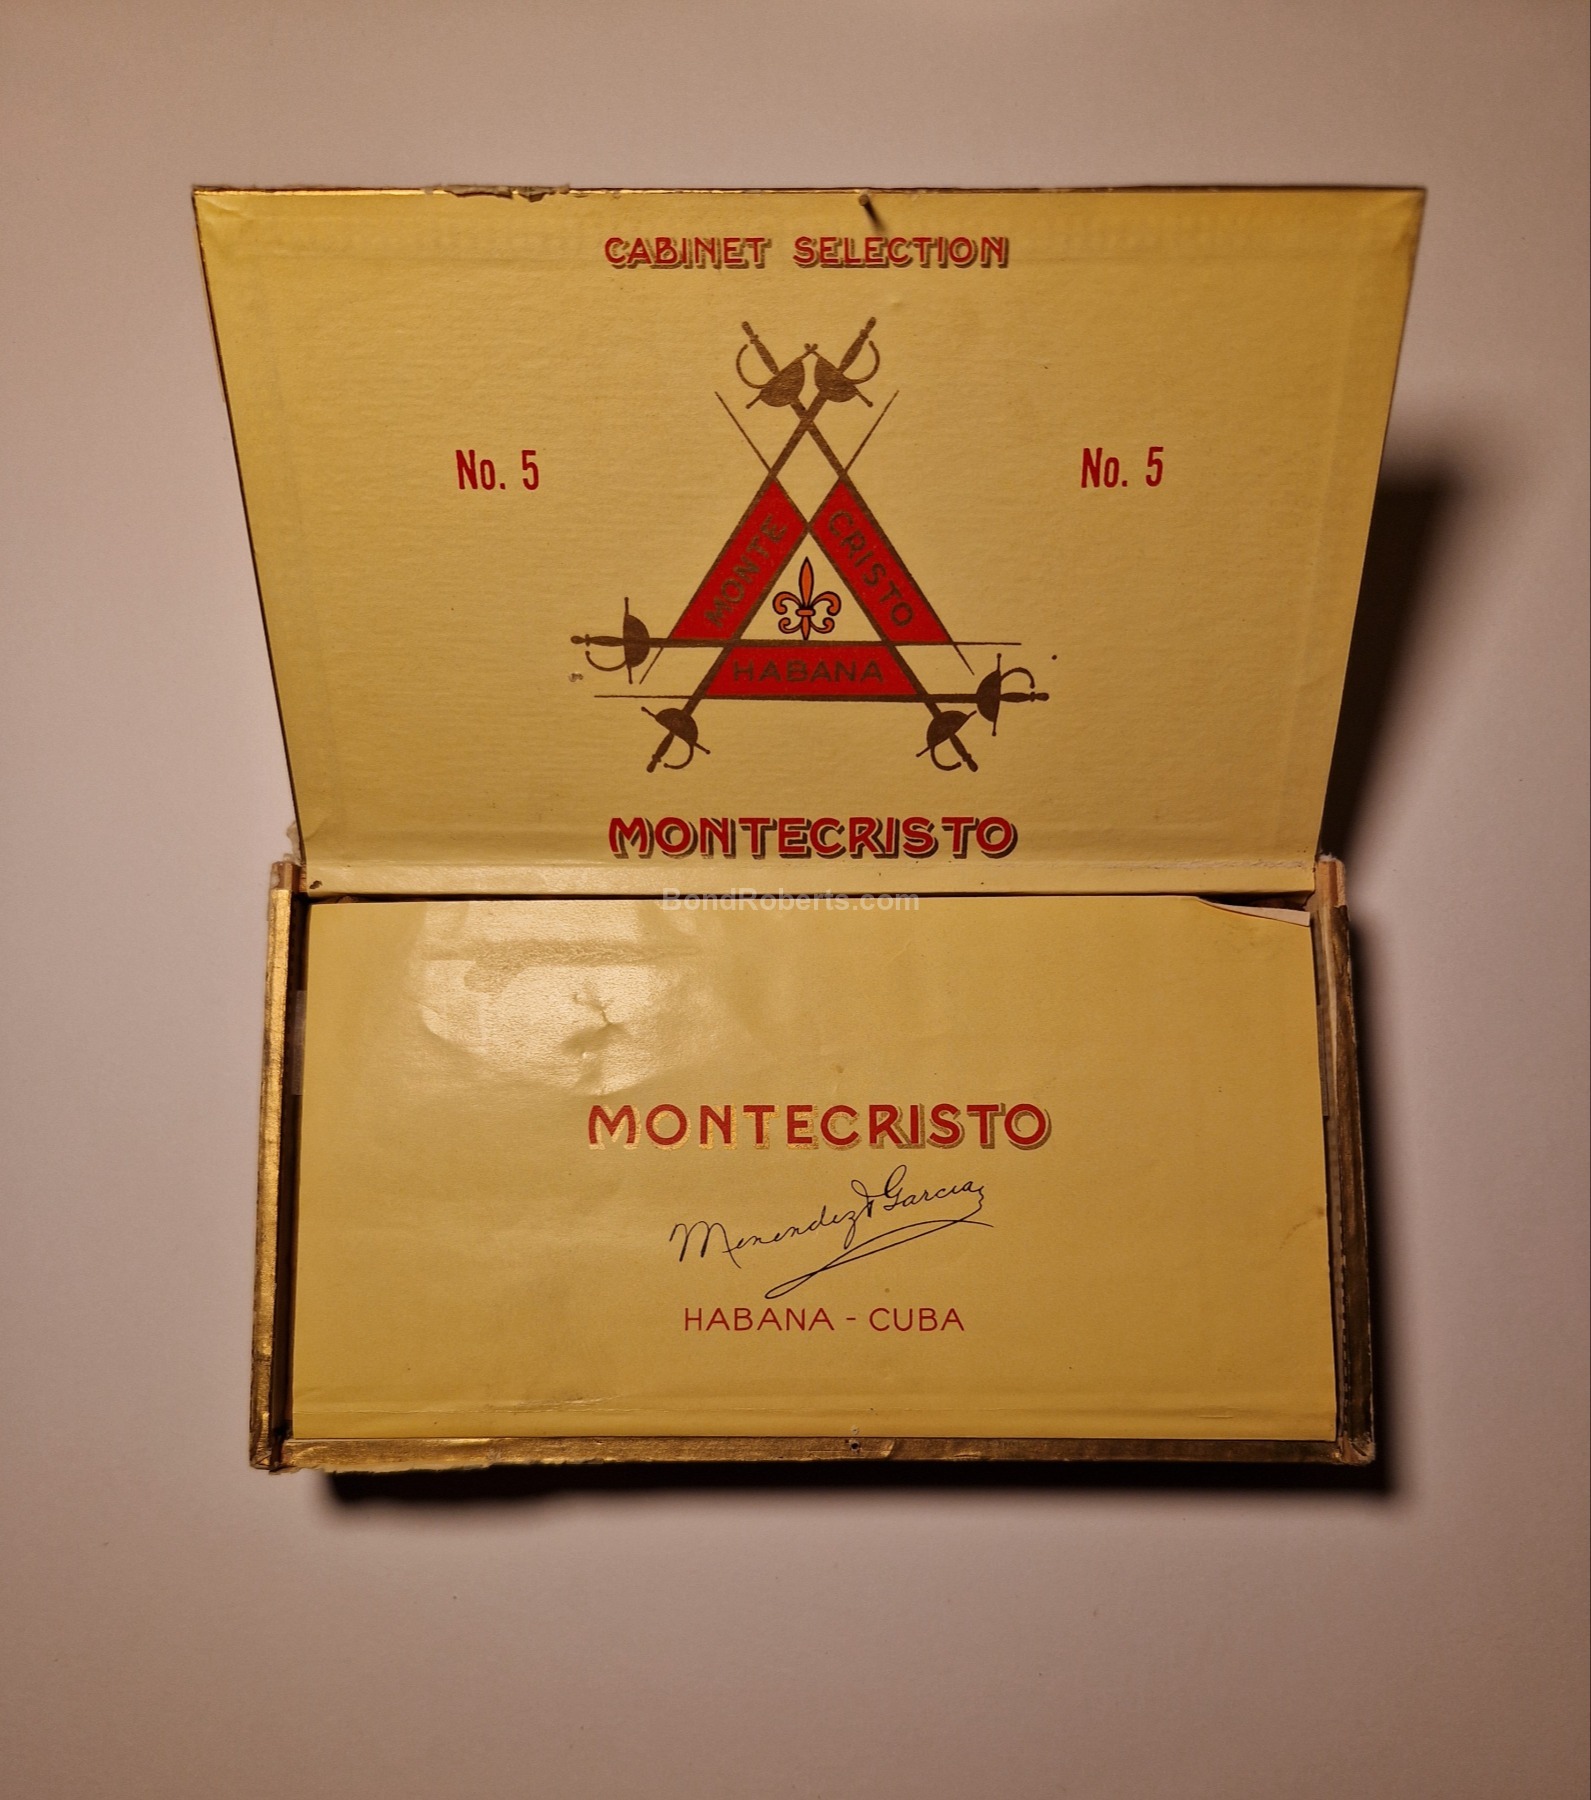 CABINET SELECTION
No. 5
No. 5
MONTE
CRISTO
HABANA
MONTECRISTO
BondRoberts.com
MONTECRISTO
Menendez & Garcia
HABANA - CUBA